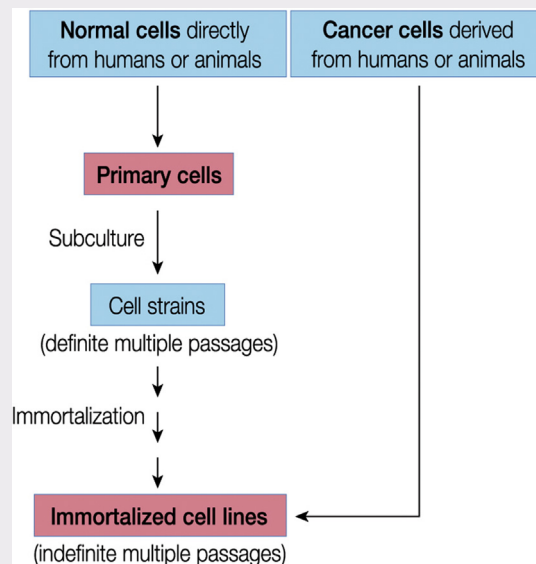 Normal cells directly
from humans or animals
Cancer cells derived
from humans or animals
Primary cells
Subculture
Cell strains
(definite multiple passages)
Immortalization
Immortalized cell lines
(indefinite multiple passages)